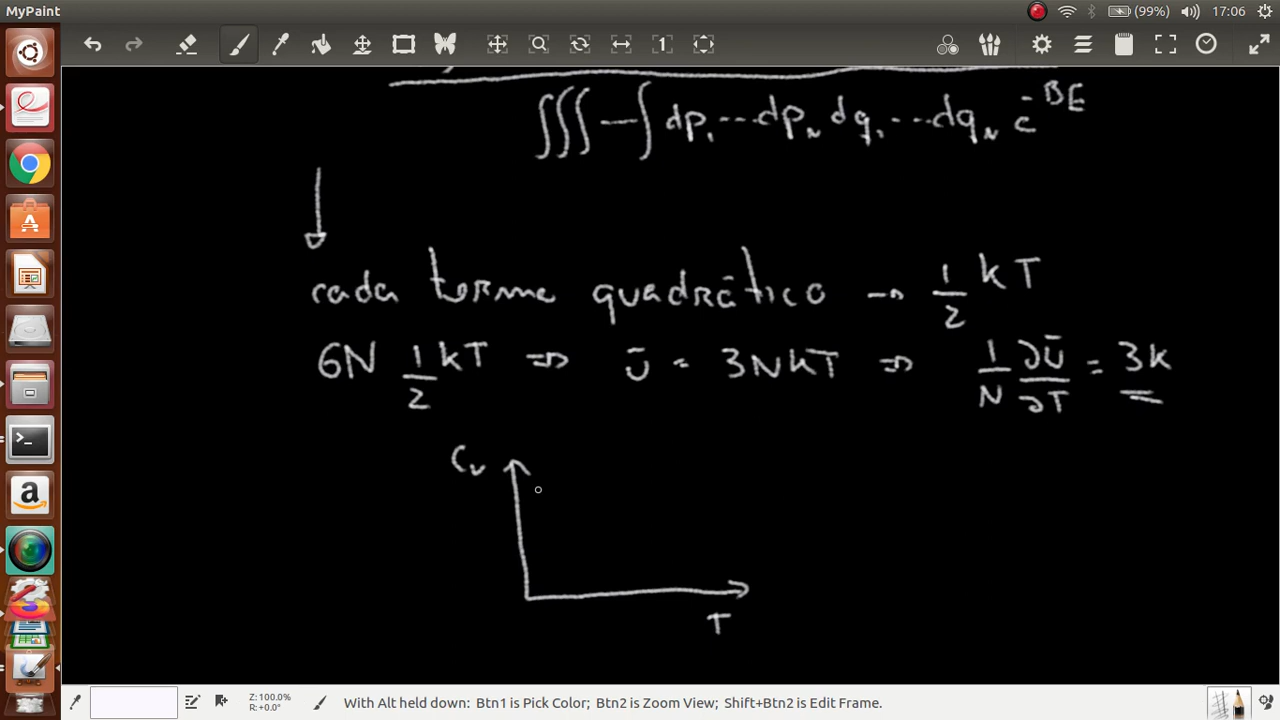 MyPaint (99%) 17:06
∫∫∫ — ∫ dp₁ ... dp_N dq₁ ... dq_N e^-βE
cada termo quadrático → 1/2 kT
6N 1/2 kT ⇒ Ū = 3NkT ⇒ 1/N ∂Ū/∂T = 3k
Cv
T
Z:100.0%
R:+0.0°
With Alt held down: Btn1 is Pick Color; Btn2 is Zoom View; Shift+Btn2 is Edit Frame.